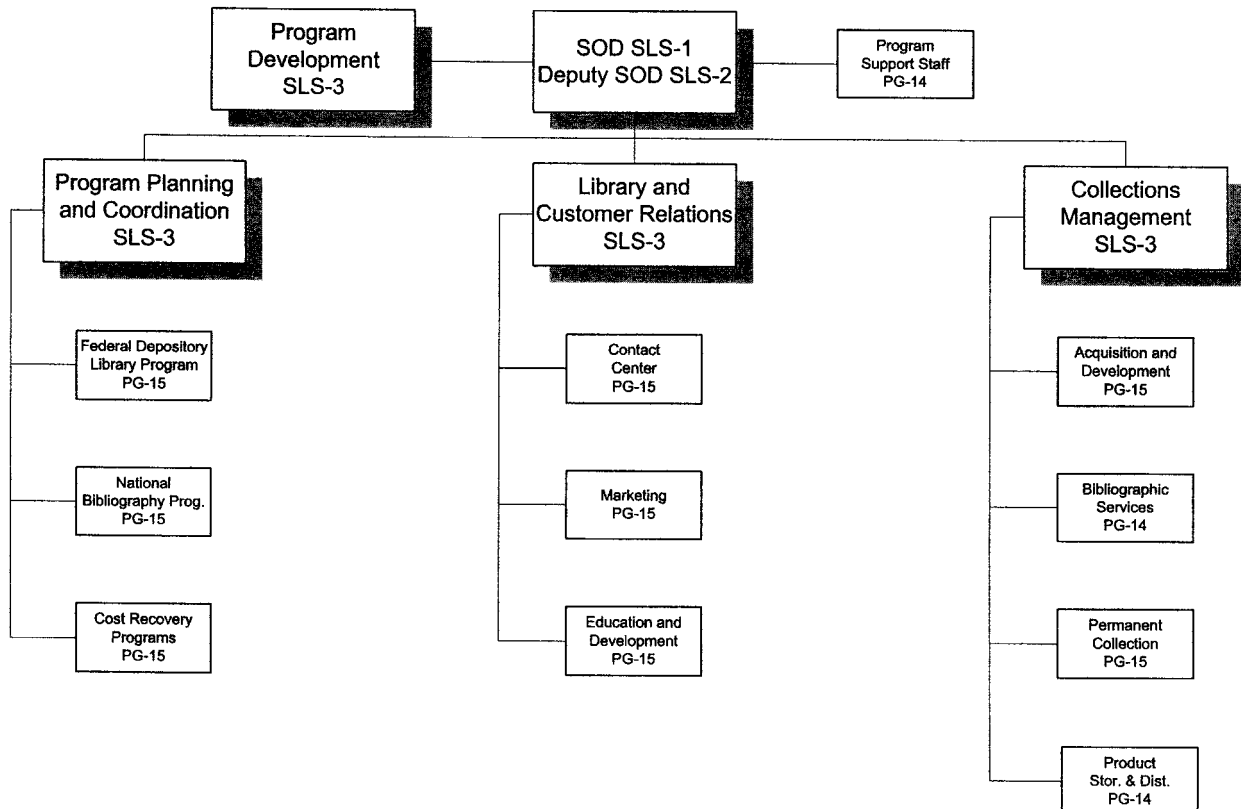 Program
Development
SLS-3
SOD SLS-1
Deputy SOD SLS-2
Program
Support Staff
PG-14
Program Planning
and Coordination
SLS-3
Library and
Customer Relations
SLS-3
Collections
Management
SLS-3
Federal Depository
Library Program
PG-15
National
Bibliography Prog.
PG-15
Cost Recovery
Programs
PG-15
Contact
Center
PG-15
Marketing
PG-15
Education and
Development
PG-15
Acquisition and
Development
PG-15
Bibliographic
Services
PG-14
Permanent
Collection
PG-15
Product
Stor. & Dist.
PG-14